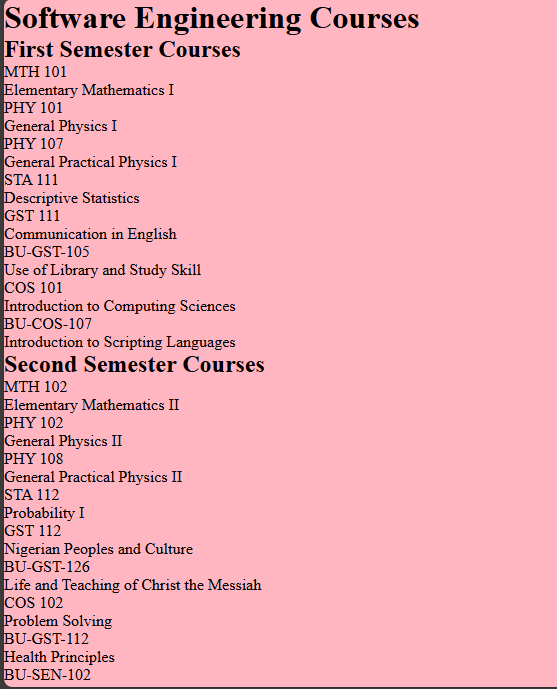 Software Engineering Courses
First Semester Courses
MTH 101
Elementary Mathematics I
PHY 101
General Physics I
PHY 107
General Practical Physics I
STA 111
Descriptive Statistics
GST 111
Communication in English
BU-GST-105
Use of Library and Study Skill
COS 101
Introduction to Computing Sciences
BU-COS-107
Introduction to Scripting Languages
Second Semester Courses
MTH 102
Elementary Mathematics II
PHY 102
General Physics II
PHY 108
General Practical Physics II
STA 112
Probability I
GST 112
Nigerian Peoples and Culture
BU-GST-126
Life and Teaching of Christ the Messiah
COS 102
Problem Solving
BU-GST-112
Health Principles
BU-SEN-102